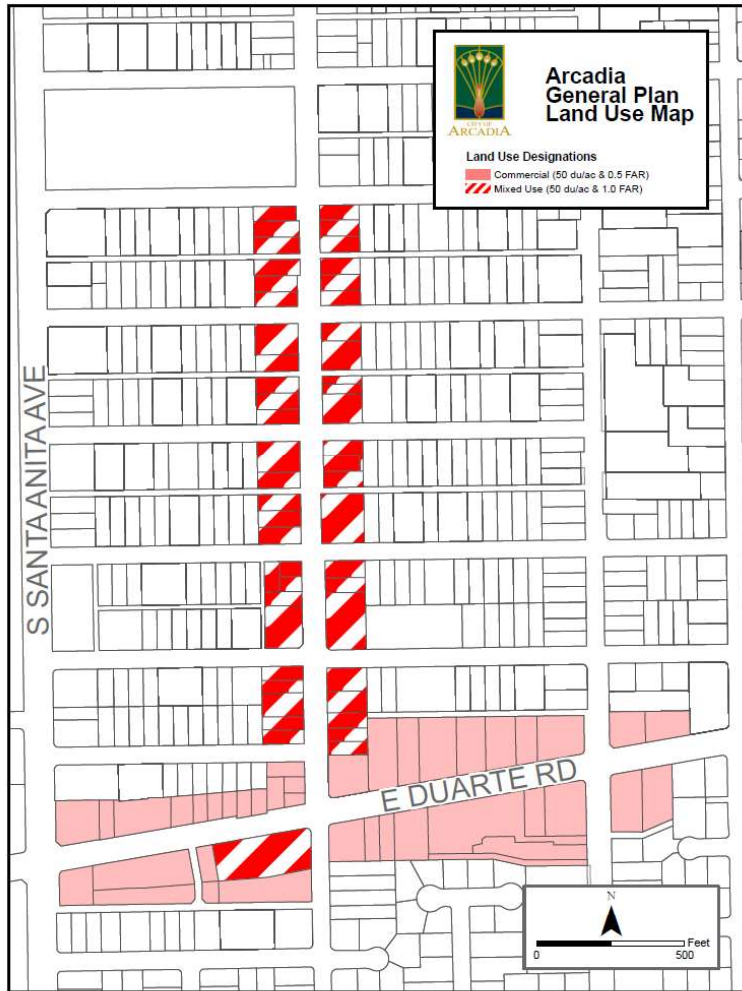 CITY OF
ARCADIA
Arcadia
General Plan
Land Use Map
Land Use Designations
Commercial (50 du/ac & 0.5 FAR)
Mixed Use (50 du/ac & 1.0 FAR)
S SANTA ANITA AVE
E DUARTE RD
N
Feet
0 500